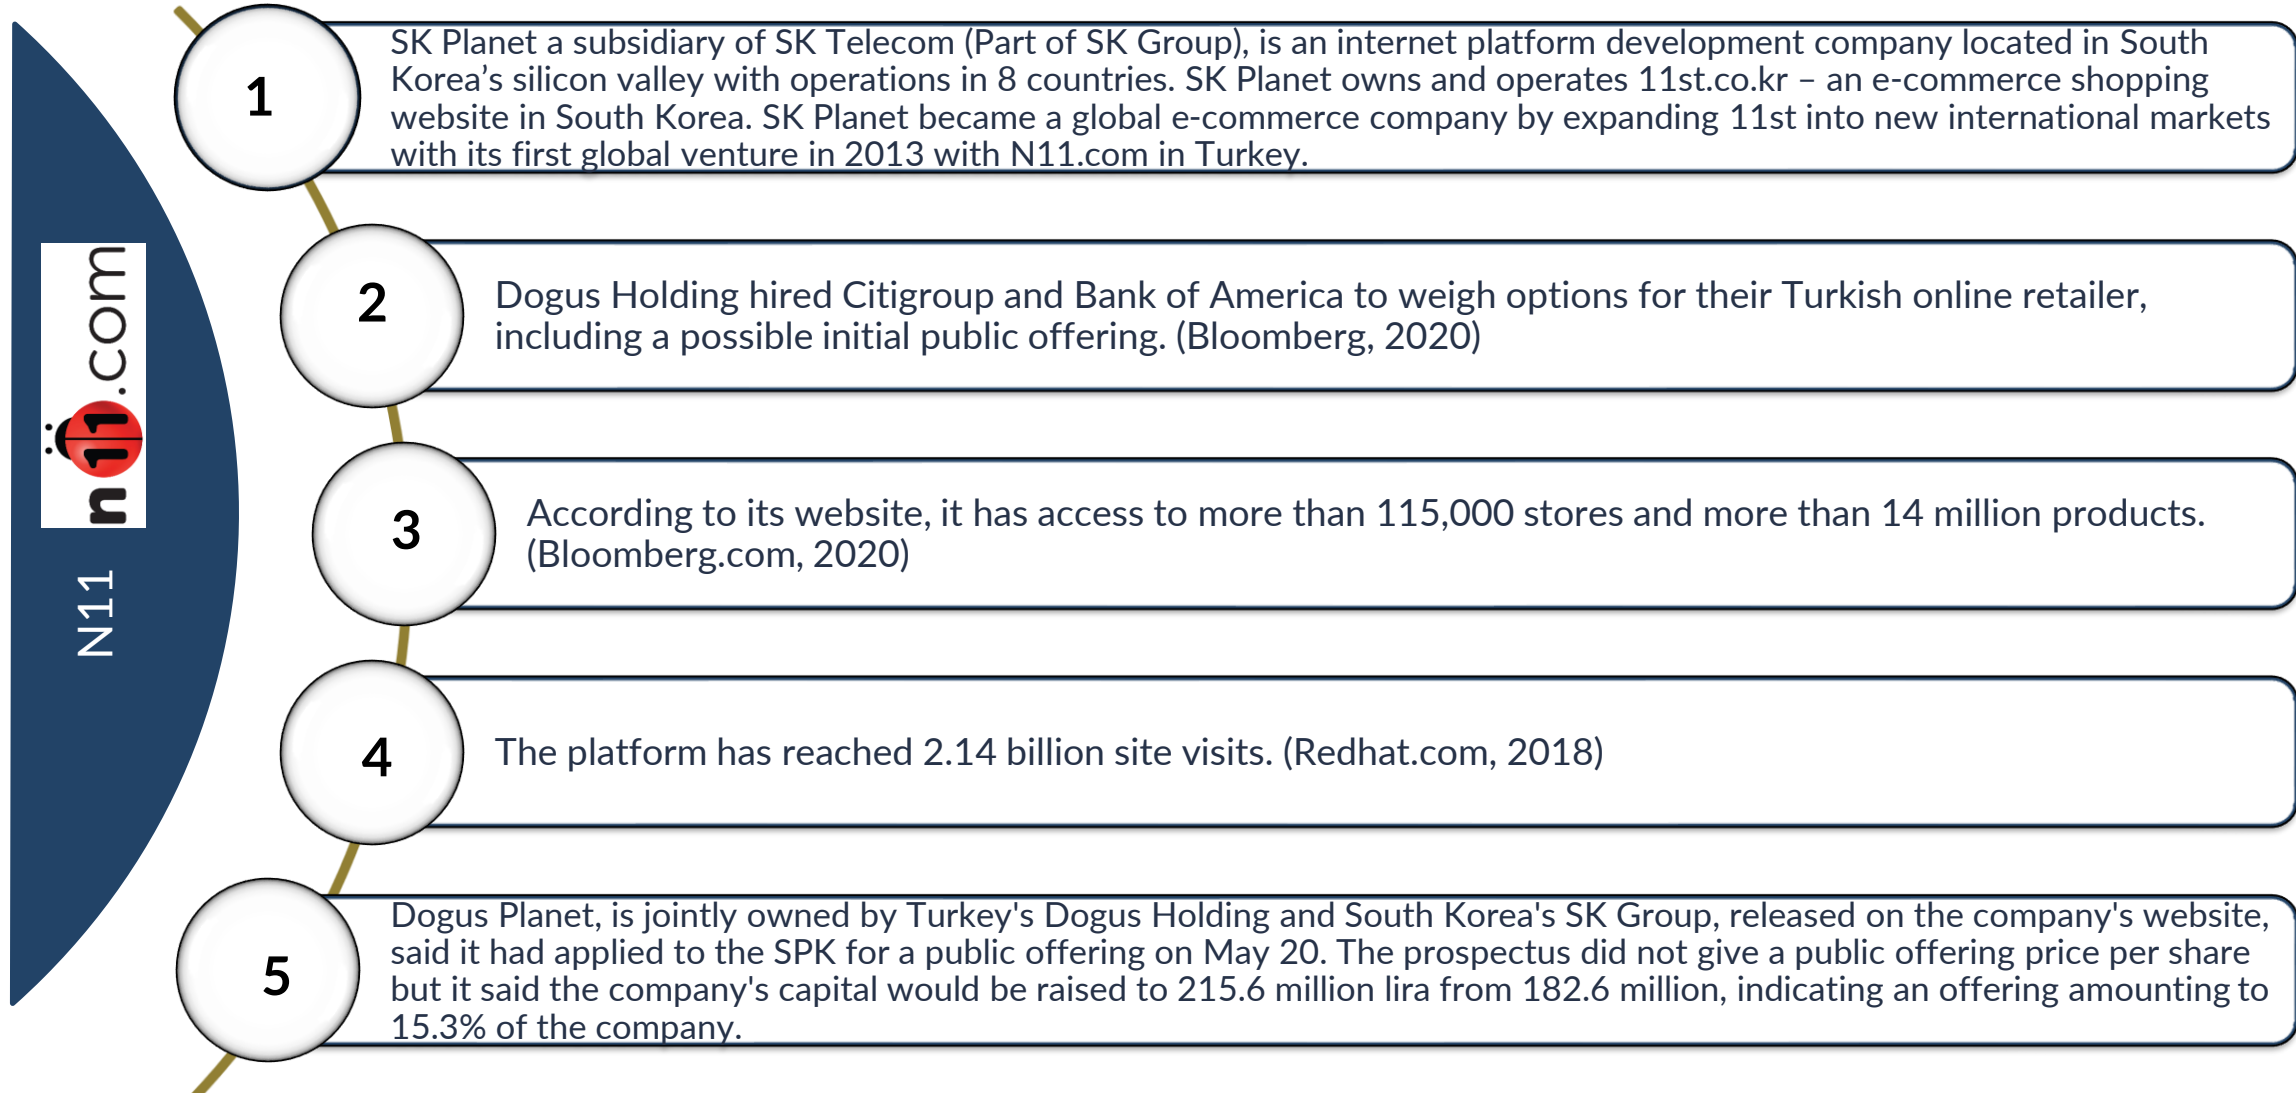 n11.com
N11
1
SK Planet a subsidiary of SK Telecom (Part of SK Group), is an internet platform development company located in South
Korea’s silicon valley with operations in 8 countries. SK Planet owns and operates 11st.co.kr – an e-commerce shopping
website in South Korea. SK Planet became a global e-commerce company by expanding 11st into new international markets
with its first global venture in 2013 with N11.com in Turkey.
2
Dogus Holding hired Citigroup and Bank of America to weigh options for their Turkish online retailer,
including a possible initial public offering. (Bloomberg, 2020)
3
According to its website, it has access to more than 115,000 stores and more than 14 million products.
(Bloomberg.com, 2020)
4
The platform has reached 2.14 billion site visits. (Redhat.com, 2018)
5
Dogus Planet, is jointly owned by Turkey's Dogus Holding and South Korea's SK Group, released on the company's website,
said it had applied to the SPK for a public offering on May 20. The prospectus did not give a public offering price per share
but it said the company's capital would be raised to 215.6 million lira from 182.6 million, indicating an offering amounting to
15.3% of the company.